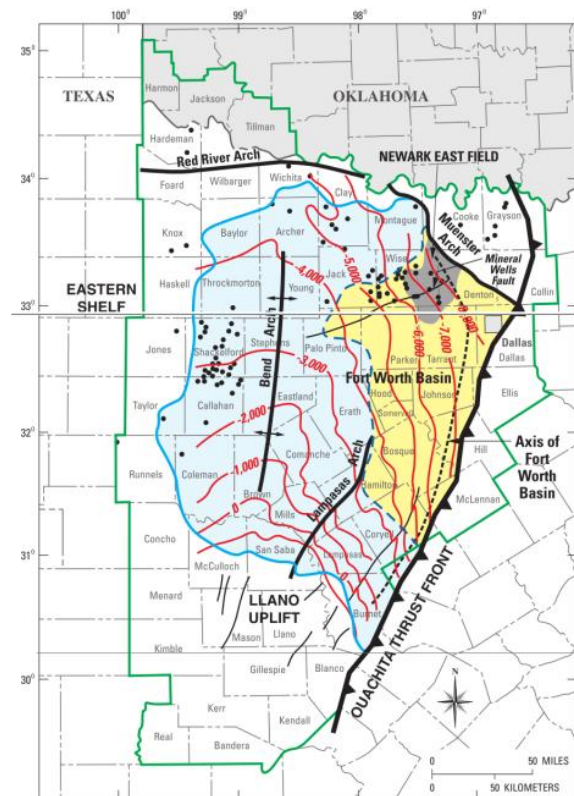 100°
99°
98°
97°
96°
35°
TEXAS
OKLAHOMA
Harmon
Jackson
Tillman
Hardeman
Red River Arch
NEWARK EAST FIELD
34°
Foard
Wilbarger
Wichita
Clay
Montague
Cooke
Grayson
Knox
Baylor
Archer
Muenster
Arch
Mineral
Wells
Fault
-5,000
Jack
Wise
Denton
Collin
-4,000
Haskell
Throckmorton
Young
33°
EASTERN
SHELF
Bend Arch
Jones
Shackelford
Stephens
Palo Pinto
Parker
Tarrant
Dallas
Dallas
-8,000
-6,000
-7,000
-3,000
Fort Worth Basin
Taylor
Callahan
Eastland
Erath
Hood
Johnson
Ellis
Somervell
-2,000
32°
Runnels
Coleman
Comanche
Bosque
Hill
Axis of
Fort
Worth
Basin
-1,000
Brown
Lampasas Arch
Hamilton
McLennan
0
Mills
Concho
San Saba
Coryell
31°
McCulloch
Lampasas
0
Menard
LLANO
UPLIFT
Burnet
Mason
Llano
OUACHITA THRUST FRONT
Kimble
Gillespie
Blanco
30°
N
Kerr
Kendall
Real
Bandera
0
50 MILES
0
50 KILOMETERS